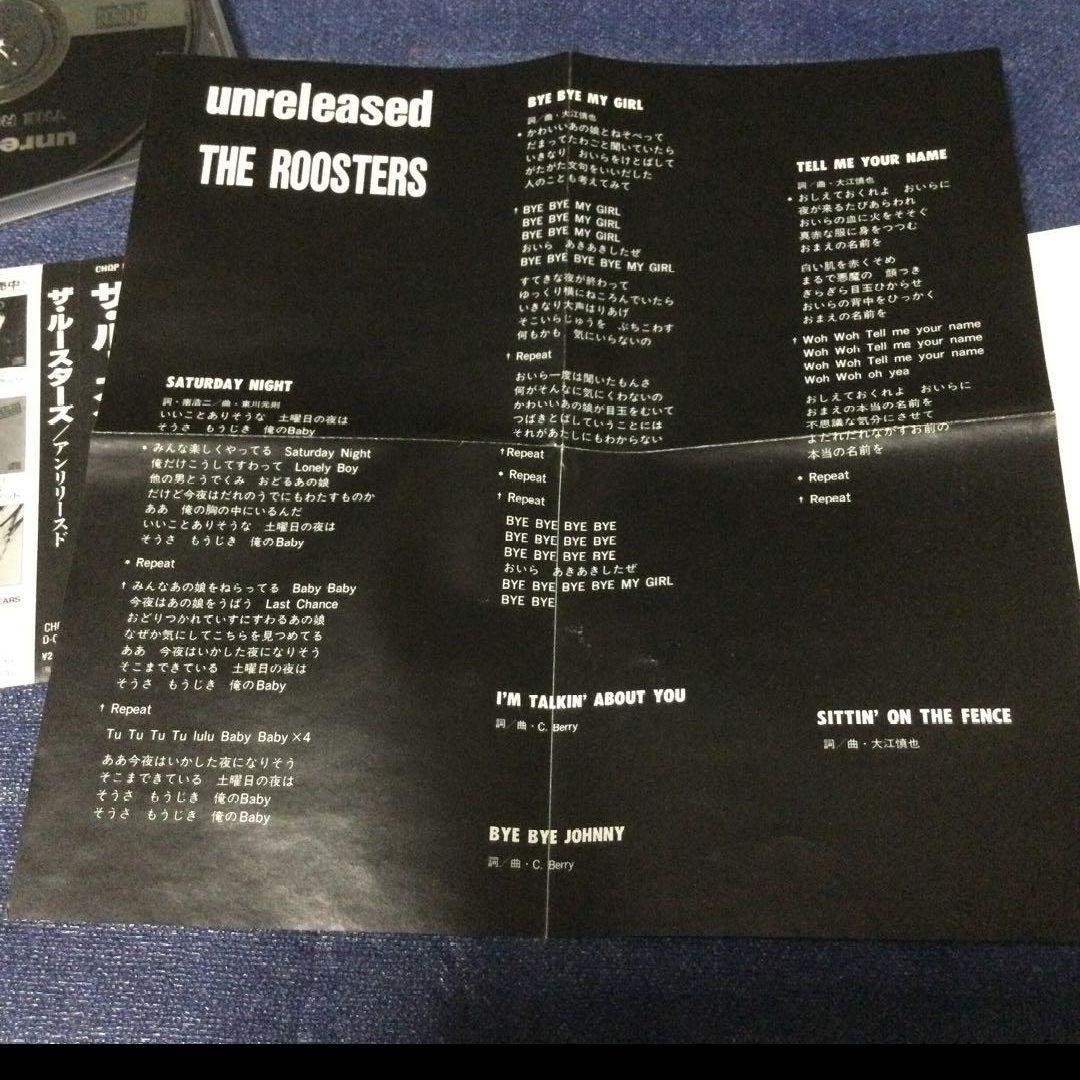 unreleased
THE ROOSTERS
SATURDAY NIGHT
詞・南浩二/曲・東川元則
いいことありそうな 土曜日の夜は
そうさ もうじき 俺のBaby
* みんな楽しくやってる Saturday Night
俺だけこうしてすわって Lonely Boy
他の男とうでくみ おどるあの娘
だけど今夜はだれのうでにもわたすものか
ああ 俺の胸の中にいるんだ
いいことありそうな 土曜日の夜は
そうさ もうじき 俺のBaby
* Repeat
† みんなあの娘をねらってる Baby Baby
今夜はあの娘をうばう Last Chance
おどりつかれていすにすわるあの娘
なぜか気にしてこちらを見つめてる
ああ 今夜はいかした夜になりそう
そこまできている 土曜日の夜は
そうさ もうじき 俺のBaby
† Repeat
Tu Tu Tu Tu lulu Baby Baby×4
ああ今夜はいかした夜になりそう
そこまできている 土曜日の夜は
そうさ もうじき 俺のBaby
そうさ もうじき 俺のBaby
BYE BYE MY GIRL
詞/曲・大江慎也
* かわいいあの娘とねそべって
だまってたわごと聞いていたら
いきなり おいらをけとばして
がたがた文句をいいだした
人のことも考えてみて
† BYE BYE MY GIRL
BYE BYE MY GIRL
BYE BYE MY GIRL
おいら あきあきしたぜ
BYE BYE BYE BYE MY GIRL
すてきな夜が終わって
ゆっくり横にねころんでいたら
いきなり大声はりあげ
そこいらじゅうを ぶちこわす
何もかも 気にいらないの
† Repeat
おいら一度は聞いたもんさ
何がそんなに気にくわないの
かわいいあの娘が目玉をむいて
つばきとばしていうことには
それがあたしにもわからない
† Repeat
* Repeat
† Repeat
BYE BYE BYE BYE
BYE BYE BYE BYE
BYE BYE BYE BYE
おいら あきあきしたぜ
BYE BYE BYE BYE MY GIRL
BYE BYE
I'M TALKIN' ABOUT YOU
詞/曲・C. Berry
BYE BYE JOHNNY
詞/曲・C. Berry
TELL ME YOUR NAME
詞/曲・大江慎也
* おしえておくれよ おいらに
夜が来るたびあらわれ
おいらの血に火をそそぐ
真赤な服に身をつつむ
おまえの名前を
白い肌を赤くそめ
まるで悪魔の 顔つき
ぎらぎら目玉ひからせ
おいらの背中をひっかく
おまえの名前を
† Woh Woh Tell me your name
Woh Woh Tell me your name
Woh Woh Tell me your name
Woh Woh oh yea
おしえておくれよ おいらに
おまえの本当の名前を
不思議な気分にさせて
よだれだれながすお前の
本当の名前を
* Repeat
† Repeat
SITTIN' ON THE FENCE
詞/曲・大江慎也
ザ・ルースターズ/アンリリースド